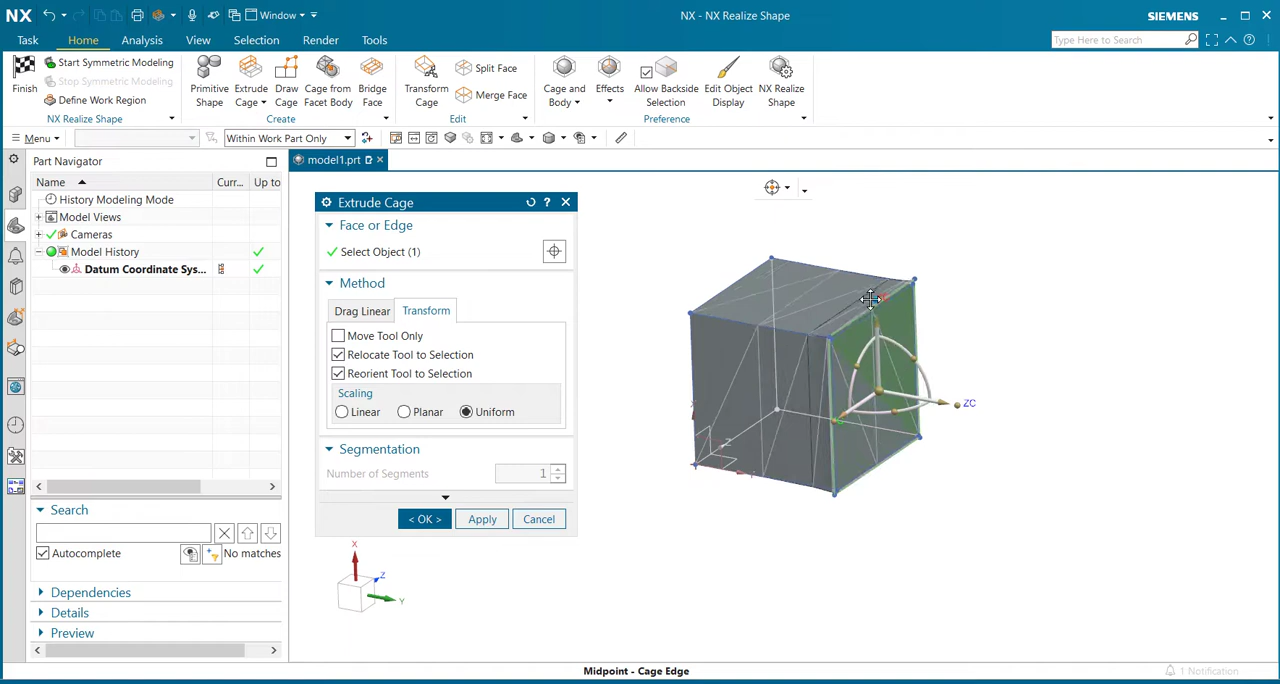 NX
Window
NX - NX Realize Shape
SIEMENS
Task
Home
Analysis
View
Selection
Render
Tools
Type Here to Search
Finish
Start Symmetric Modeling
Stop Symmetric Modeling
Define Work Region
NX Realize Shape
Primitive Shape
Extrude Cage
Draw Cage
Cage from Facet Body
Bridge Face
Create
Transform Cage
Split Face
Merge Face
Edit
Cage and Body
Effects
Allow Backside Selection
Edit Object Display
NX Realize Shape
Preference
Menu
Within Work Part Only
Part Navigator
model1.prt
Name
Curr...
Up to
History Modeling Mode
Model Views
Cameras
Model History
Datum Coordinate Sys...
Search
Autocomplete
No matches
Dependencies
Details
Preview
Extrude Cage
Face or Edge
Select Object (1)
Method
Drag Linear
Transform
Move Tool Only
Relocate Tool to Selection
Reorient Tool to Selection
Scaling
Linear
Planar
Uniform
Segmentation
Number of Segments
1
< OK >
Apply
Cancel
ZC
X
Z
Y
Midpoint - Cage Edge
1 Notification